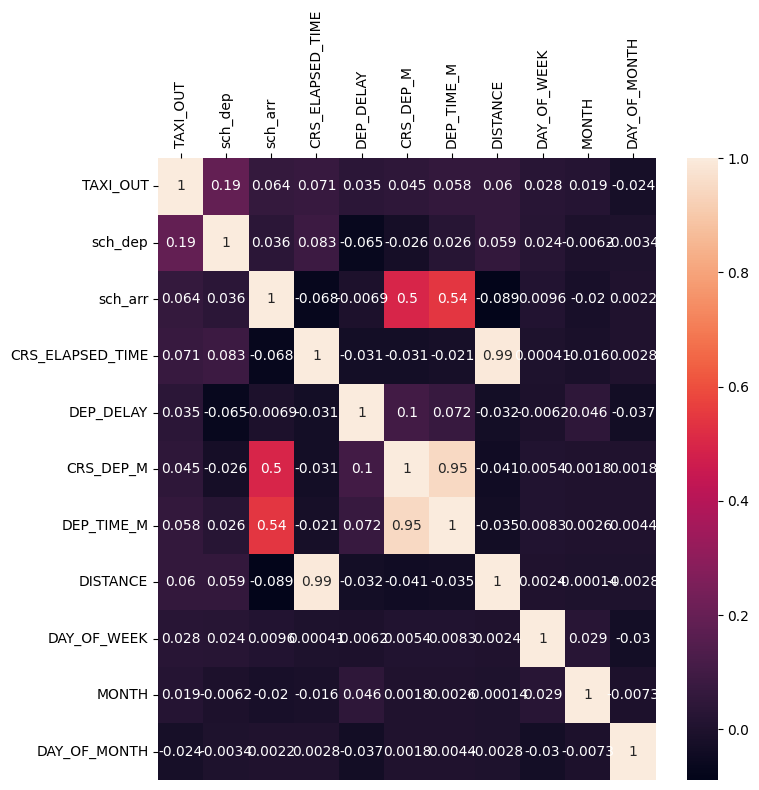 TAXI_OUT sch_dep sch_arr CRS_ELAPSED_TIME DEP_DELAY CRS_DEP_M DEP_TIME_M DISTANCE DAY_OF_WEEK MONTH DAY_OF_MONTH
TAXI_OUT 1 0.19 0.064 0.071 0.035 0.045 0.058 0.06 0.028 0.019 -0.024
sch_dep 0.19 1 0.036 0.083 -0.065 -0.026 0.026 0.059 0.024 -0.0062 -0.0034
sch_arr 0.064 0.036 1 -0.068 -0.0069 0.5 0.54 -0.089 0.0096 -0.02 0.0022
CRS_ELAPSED_TIME 0.071 0.083 -0.068 1 -0.031 -0.031 -0.021 0.99 0.00041 -0.016 0.0028
DEP_DELAY 0.035 -0.065 -0.0069 -0.031 1 0.1 0.072 -0.032 -0.0062 0.046 -0.037
CRS_DEP_M 0.045 -0.026 0.5 -0.031 0.1 1 0.95 -0.041 0.0054 0.0018 0.0018
DEP_TIME_M 0.058 0.026 0.54 -0.021 0.072 0.95 1 -0.035 0.0083 0.0026 0.0044
DISTANCE 0.06 0.059 -0.089 0.99 -0.032 -0.041 -0.035 1 0.0024 -0.00014 -0.0028
DAY_OF_WEEK 0.028 0.024 0.0096 0.00041 -0.0062 0.0054 0.0083 0.0024 1 0.029 -0.03
MONTH 0.019 -0.0062 -0.02 -0.016 0.046 0.0018 0.0026 -0.00014 0.029 1 -0.0073
DAY_OF_MONTH -0.024 -0.0034 0.0022 0.0028 -0.037 0.0018 0.0044 -0.0028 -0.03 -0.0073 1
1.0
0.8
0.6
0.4
0.2
0.0